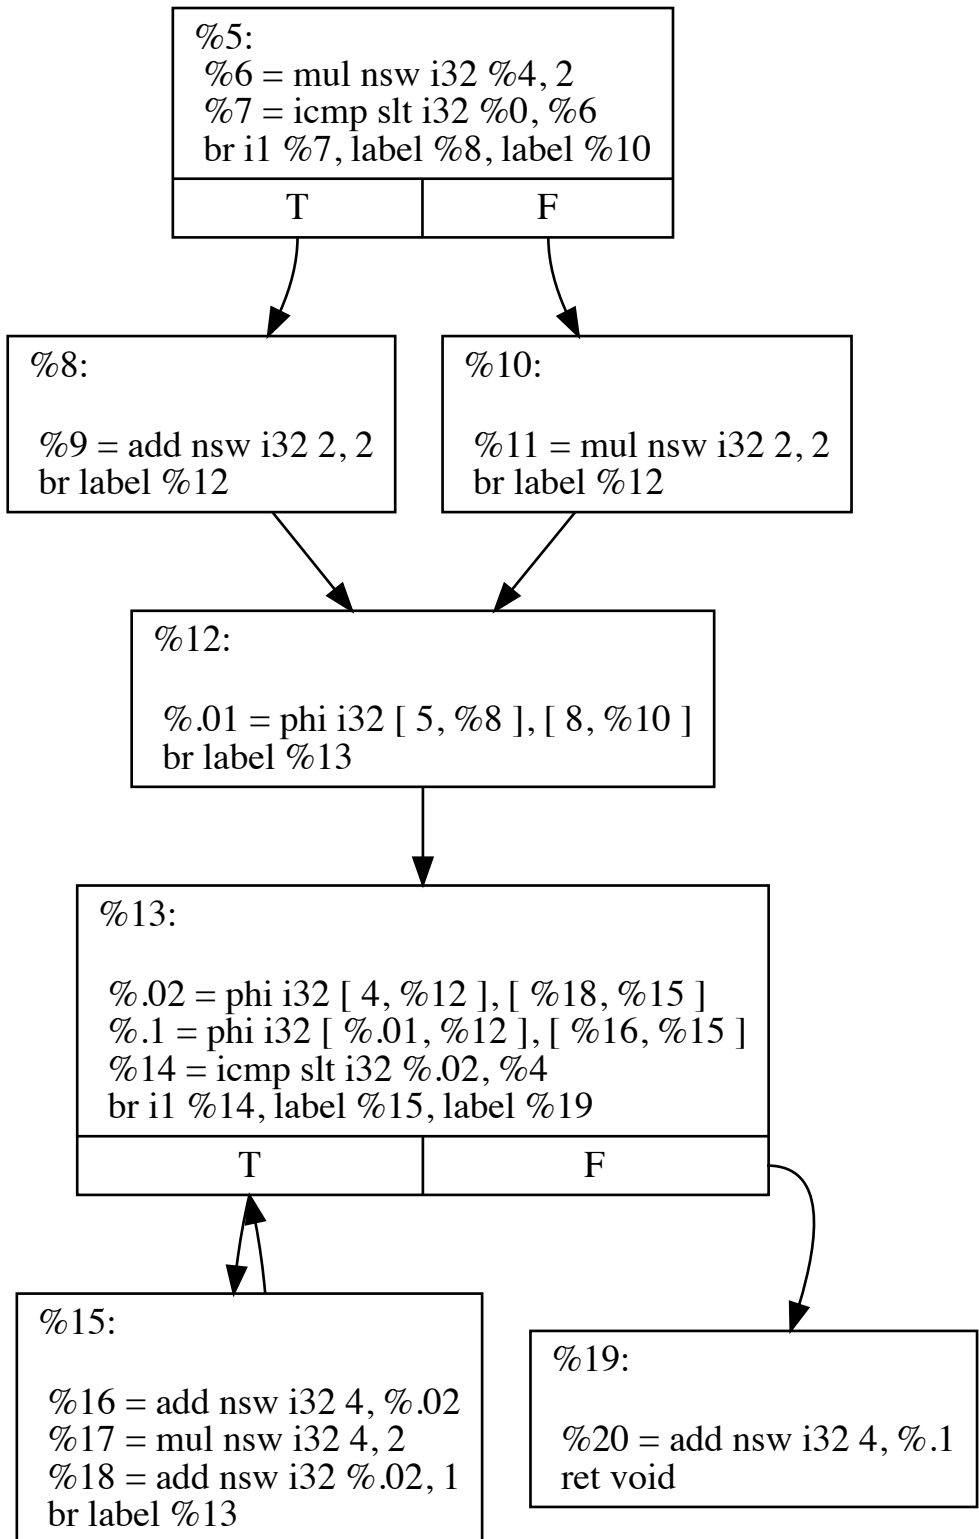 %5:
%6 = mul nsw i32 %4, 2
%7 = icmp slt i32 %0, %6
br i1 %7, label %8, label %10
T
F
%8:
%9 = add nsw i32 2, 2
br label %12
%10:
%11 = mul nsw i32 2, 2
br label %12
%12:
%.01 = phi i32 [ 5, %8 ], [ 8, %10 ]
br label %13
%13:
%.02 = phi i32 [ 4, %12 ], [ %18, %15 ]
%.1 = phi i32 [ %.01, %12 ], [ %16, %15 ]
%14 = icmp slt i32 %.02, %4
br i1 %14, label %15, label %19
T
F
%15:
%16 = add nsw i32 4, %.02
%17 = mul nsw i32 4, 2
%18 = add nsw i32 %.02, 1
br label %13
%19:
%20 = add nsw i32 4, %.1
ret void